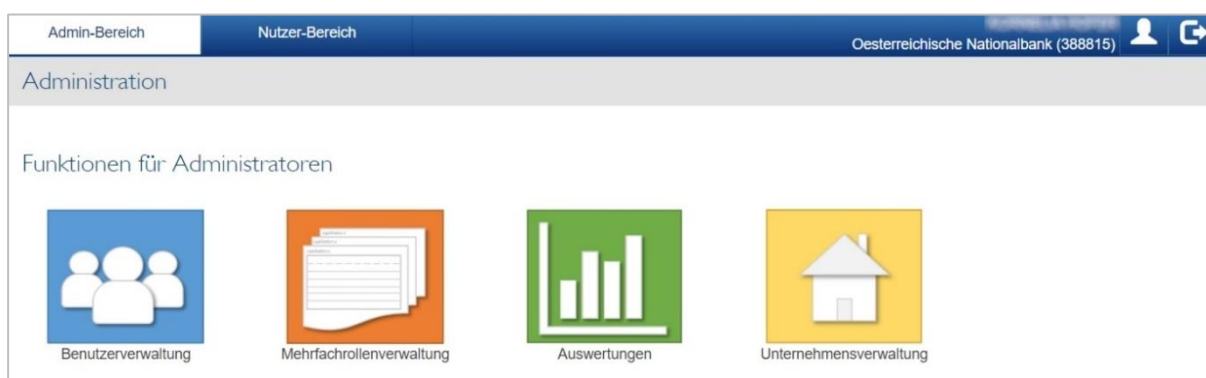 Admin-Bereich
Nutzer-Bereich
Oesterreichische Nationalbank (388815)
Administration
Funktionen für Administratoren
Benutzerverwaltung
Mehrfachrollenverwaltung
Auswertungen
Unternehmensverwaltung